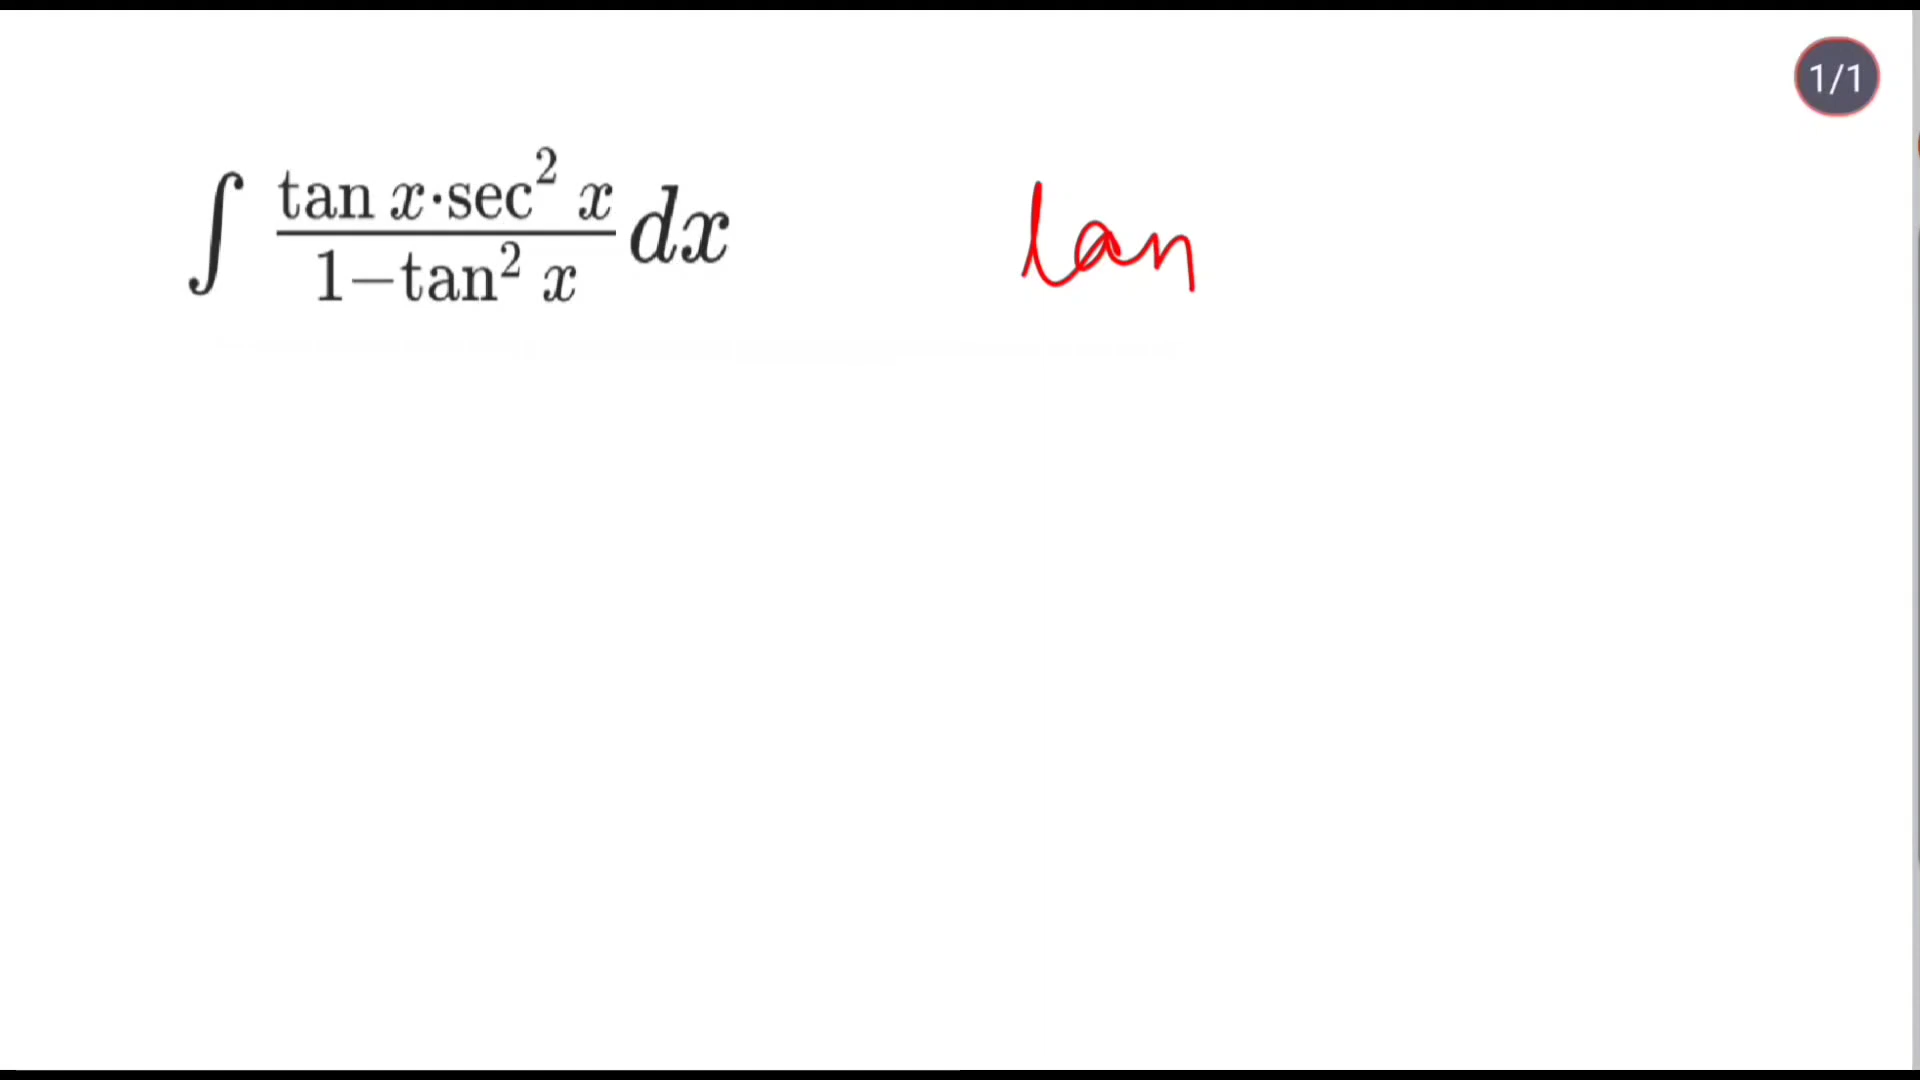 ∫ tan x·sec² x / 1−tan² x dx
tan
1/1